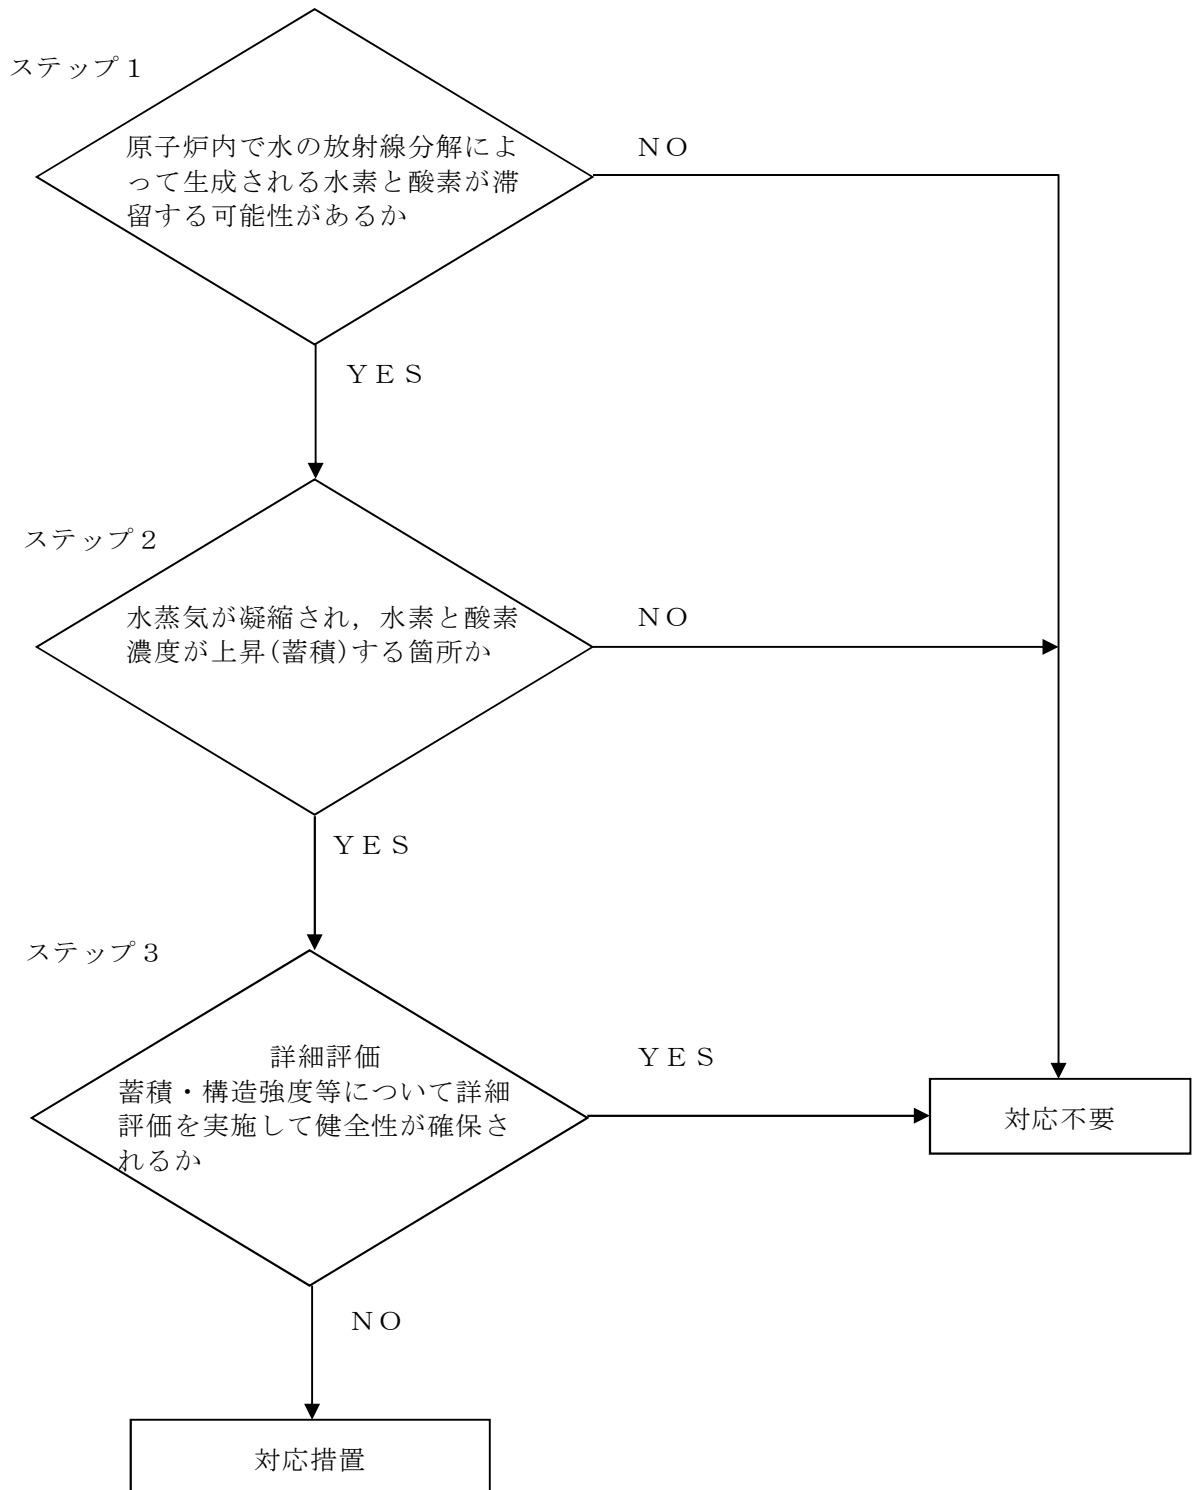 ステップ１
原子炉内で水の放射線分解によ
って生成される水素と酸素が滞
留する可能性があるか
ＮＯ
ＹＥＳ
ステップ２
水蒸気が凝縮され，水素と酸素
濃度が上昇(蓄積)する箇所か
ＮＯ
ＹＥＳ
ステップ３
詳細評価
蓄積・構造強度等について詳細
評価を実施して健全性が確保さ
れるか
ＹＥＳ
対応不要
ＮＯ
対応措置